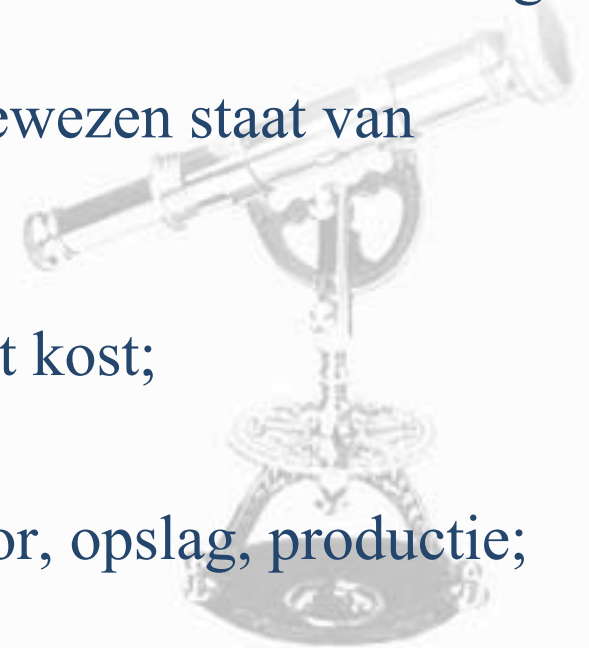 ewezen staat van
t kost;
or, opslag, productie;